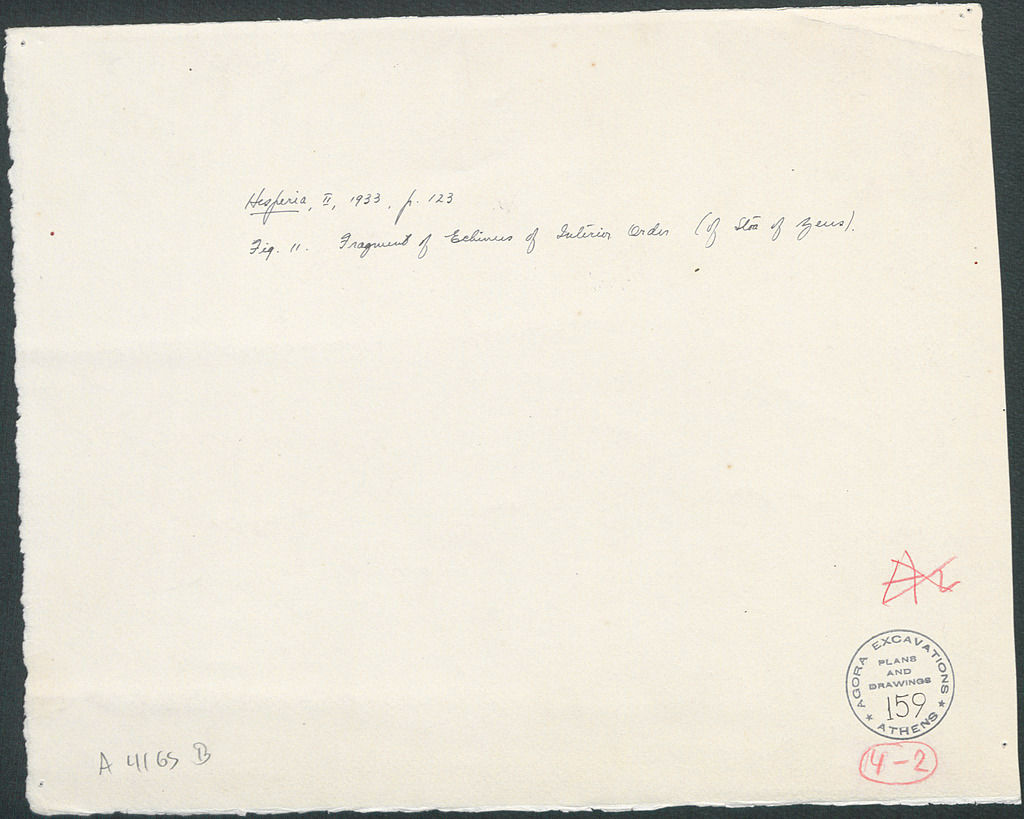 Hesperia, II, 1933, p. 123
Fig. 11. Fragment of Echinus of Interior Order (of Stoa of Zeus).
AGORA EXCAVATIONS
PLANS
AND
DRAWINGS
159
* ATHENS *
4-2
A 4165 B